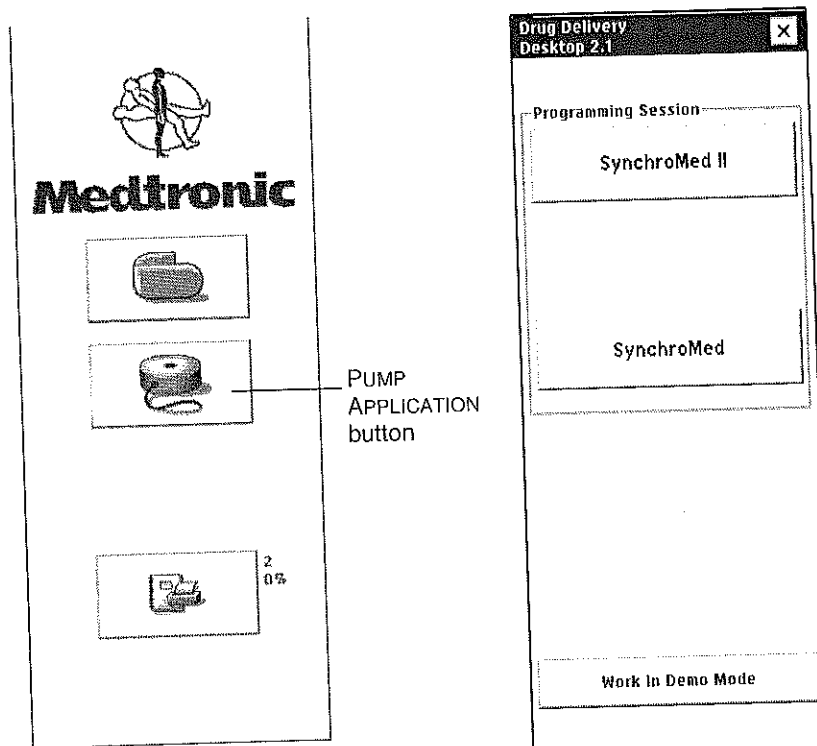 Medtronic
PUMP
APPLICATION
button
2
0%
Drug Delivery
Desktop 2.1
Programming Session
SynchroMed II
SynchroMed
Work In Demo Mode